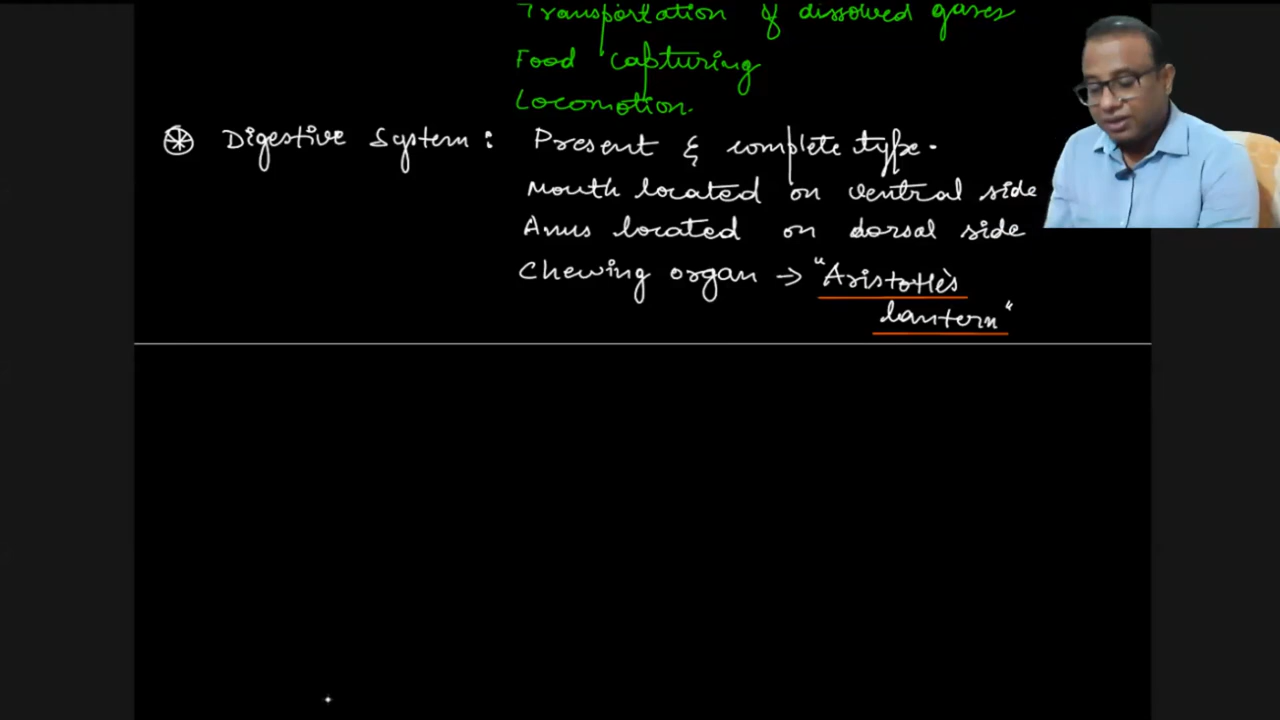 Transportation of dissolved gases
Food capturing
Locomotion.
Digestive System : Present & complete type.
Mouth located on ventral side
Anus located on dorsal side
Chewing organ → "Aristotle's
lantern"